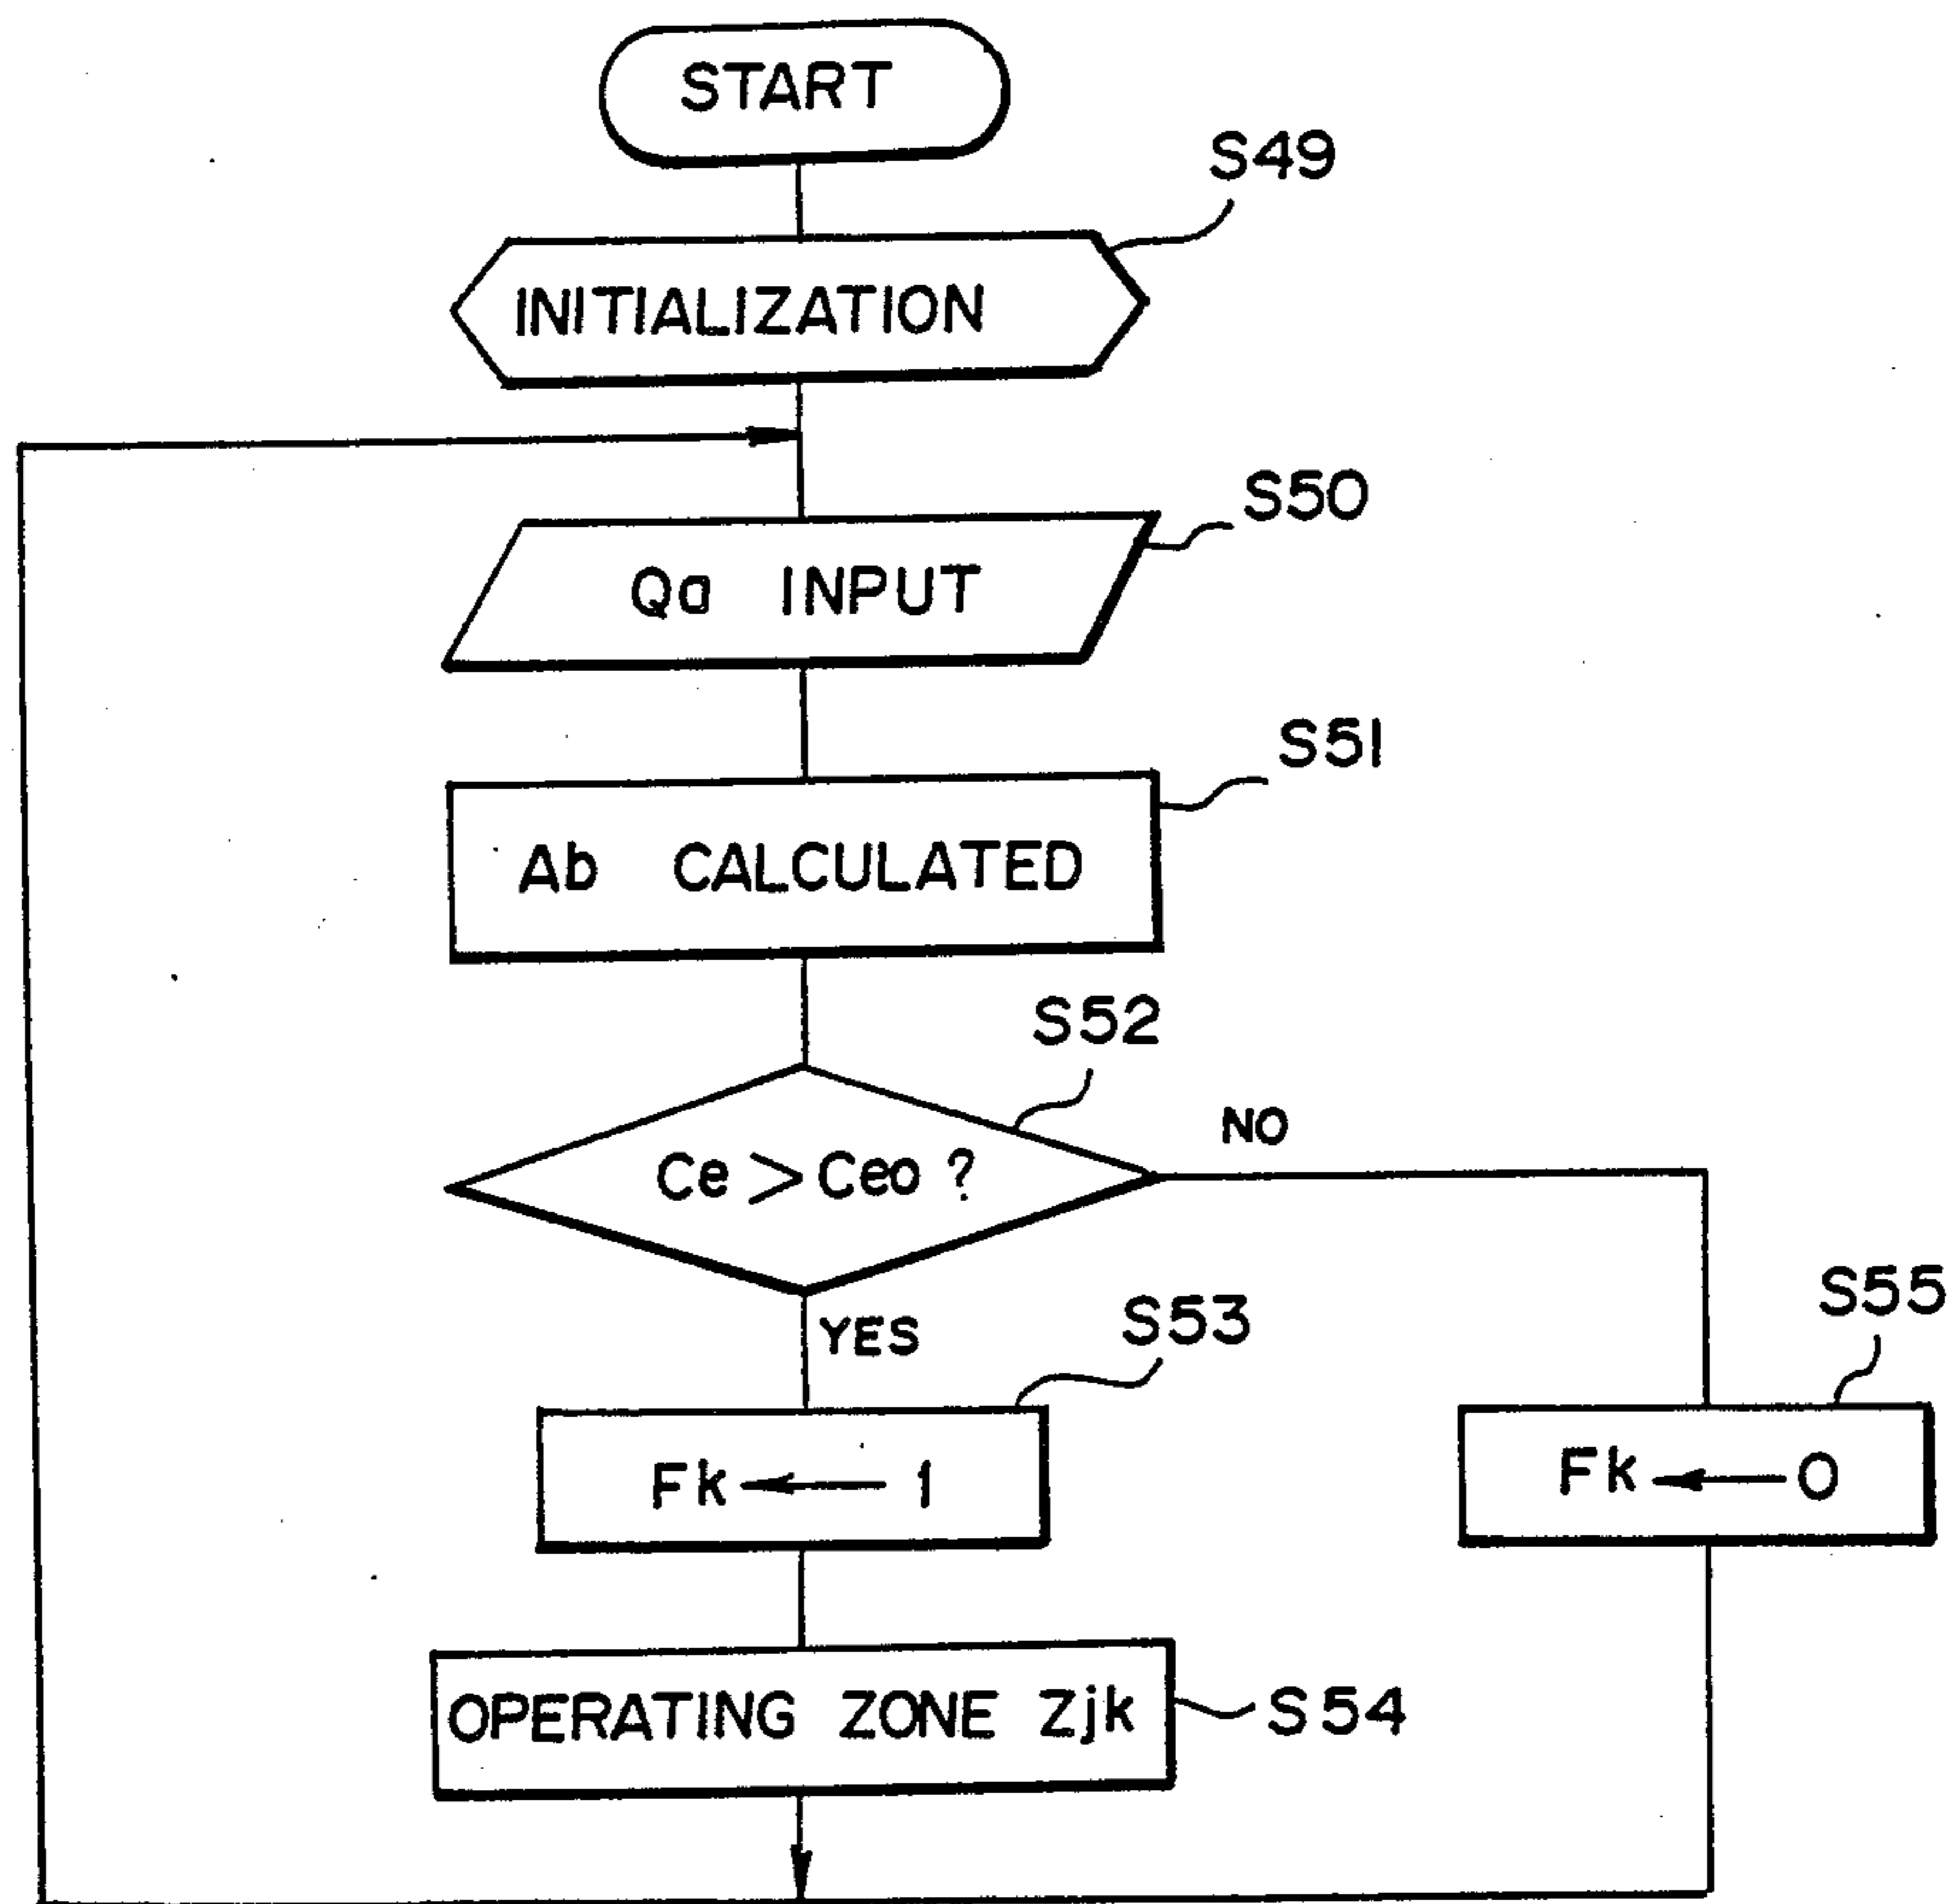 START
S49
INITIALIZATION
S50
Qa INPUT
S51
Ab CALCULATED
S52
Ce > Ceo ?
NO
YES
S53
S55
Fk ← 1
Fk ← 0
OPERATING ZONE Zjk
S54